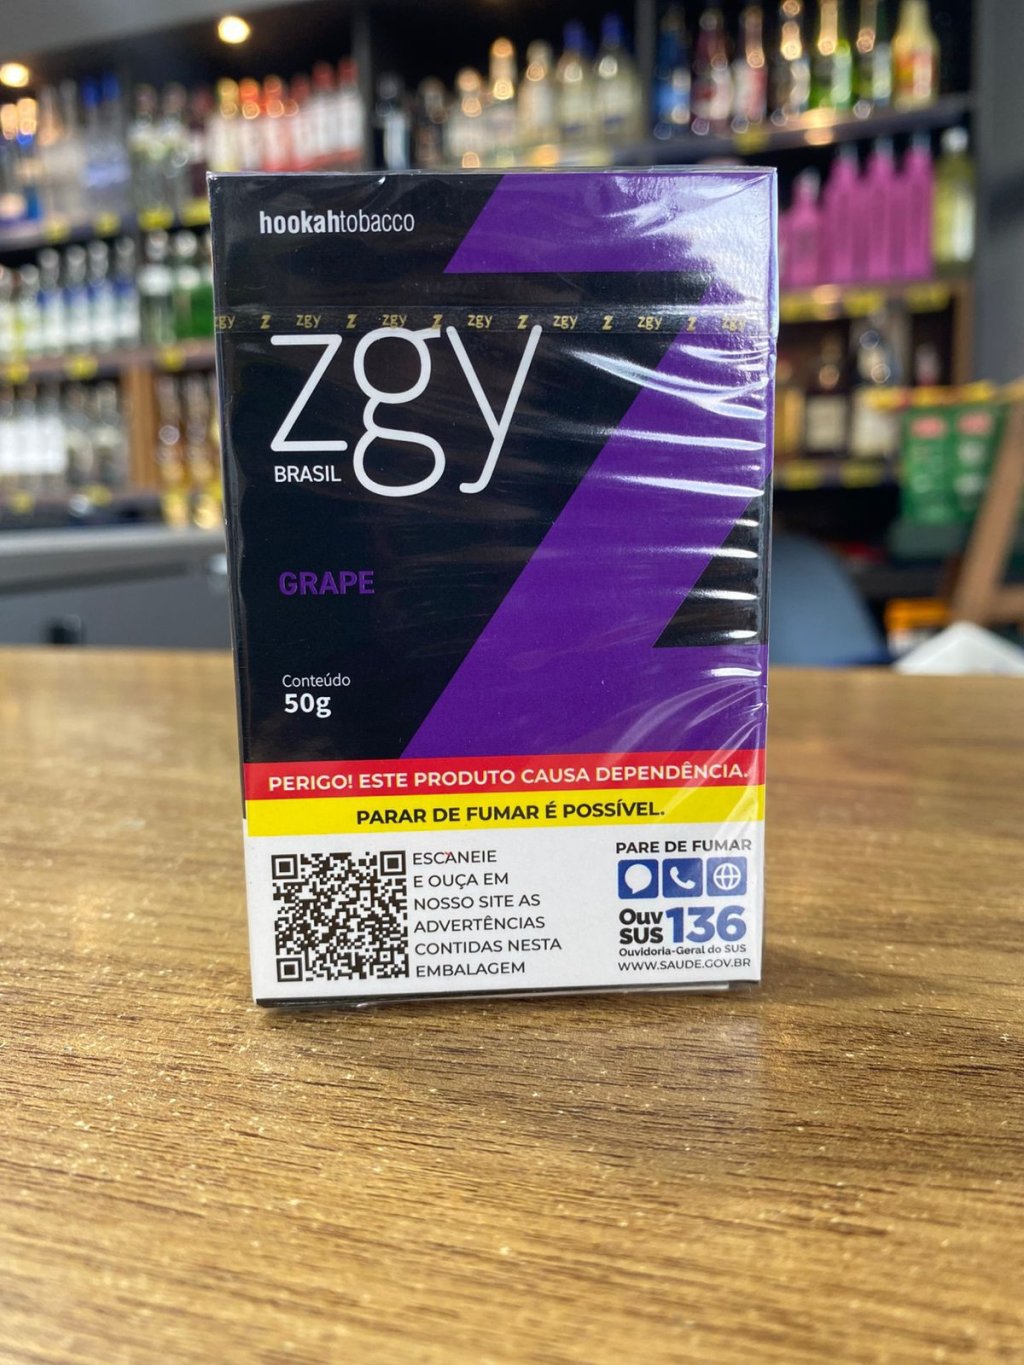 hookahtobacco
zgy Z zgy Z zgy Z zgy Z zgy Z zgy Z zgy
zgy
BRASIL
GRAPE
Conteúdo
50g
PERIGO! ESTE PRODUTO CAUSA DEPENDÊNCIA.
PARAR DE FUMAR É POSSÍVEL.
ESCANEIE
E OUÇA EM
NOSSO SITE AS
ADVERTÊNCIAS
CONTIDAS NESTA
EMBALAGEM
PARE DE FUMAR
Ouv
SUS 136
Ouvidoria-Geral do SUS
WWW.SAUDE.GOV.BR